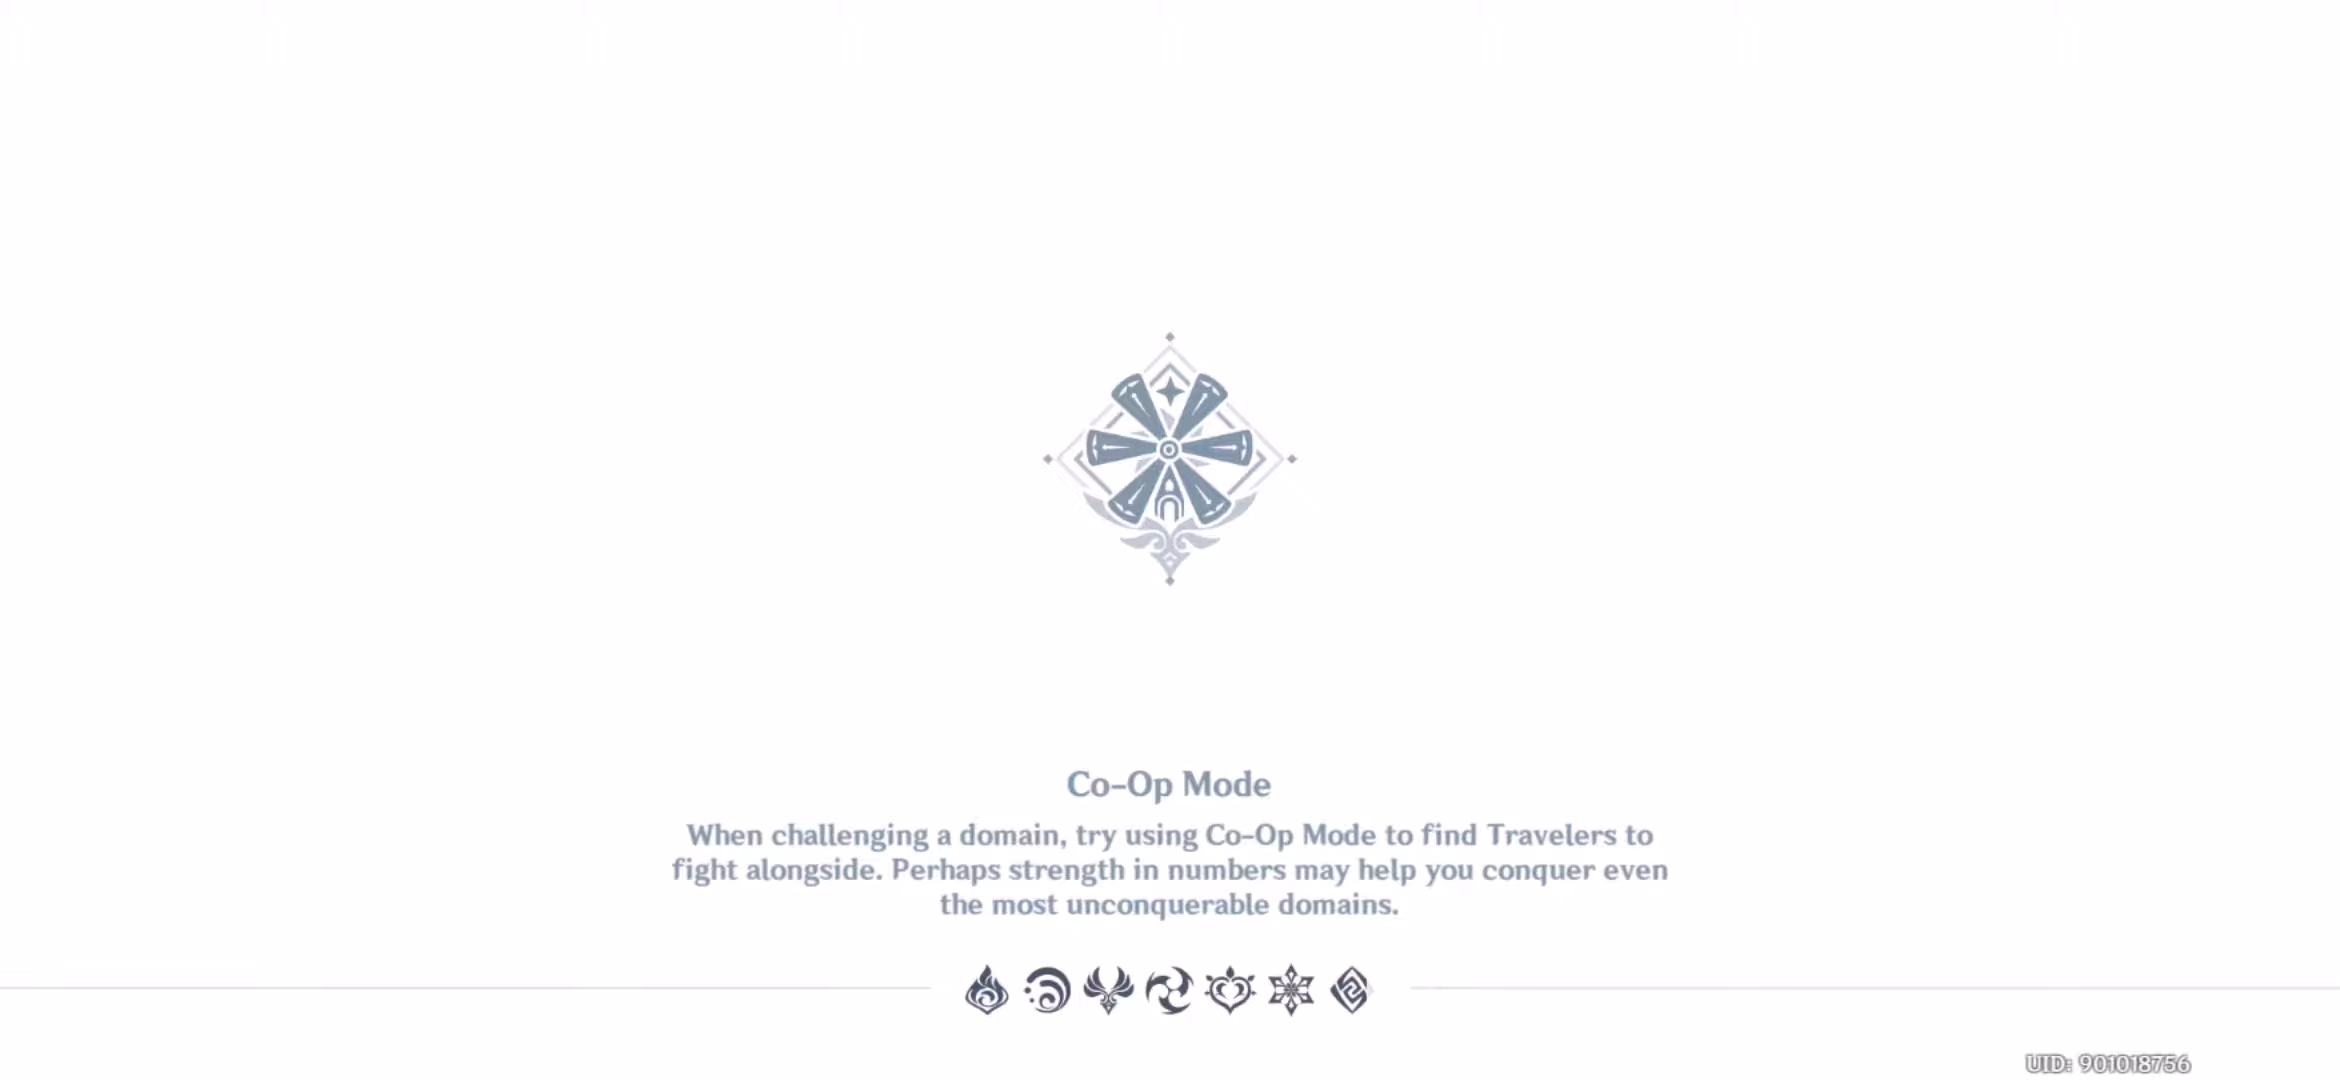 Co-Op Mode
When challenging a domain, try using Co-Op Mode to find Travelers to
fight alongside. Perhaps strength in numbers may help you conquer even
the most unconquerable domains.
UID: 901018756